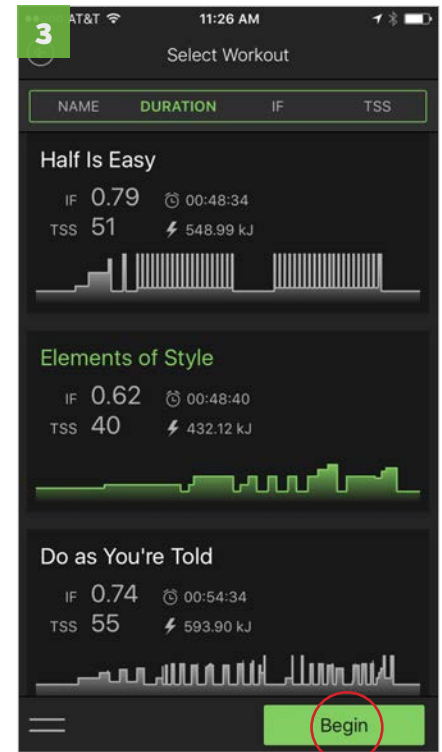 3
AT&T 11:26 AM
Select Workout
NAME DURATION IF TSS
Half Is Easy
IF 0.79 00:48:34
TSS 51 548.99 kJ
Elements of Style
IF 0.62 00:48:40
TSS 40 432.12 kJ
Do as You're Told
IF 0.74 00:54:34
TSS 55 593.90 kJ
Begin